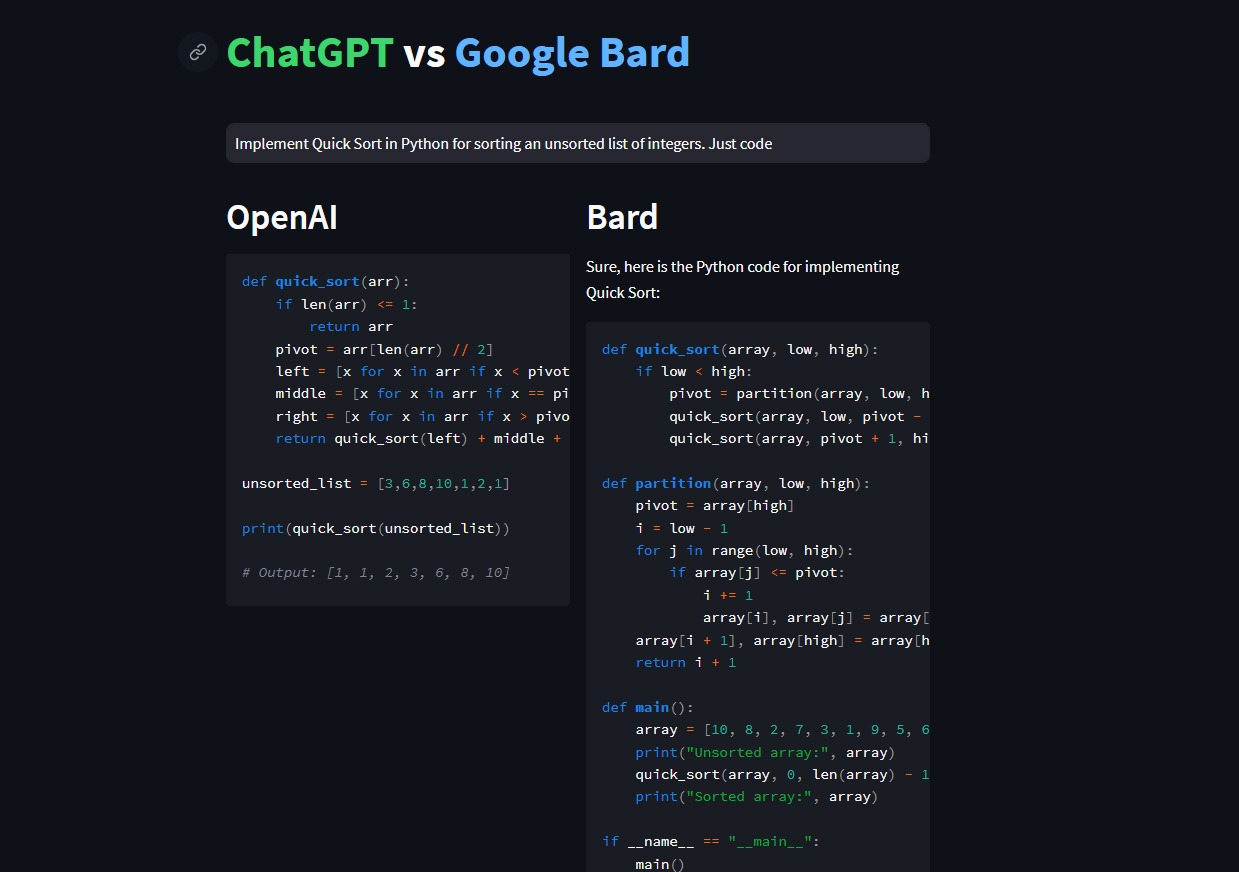 ChatGPT vs Google Bard
Implement Quick Sort in Python for sorting an unsorted list of integers. Just code
OpenAI
def quick_sort(arr):
    if len(arr) <= 1:
        return arr
    pivot = arr[len(arr) // 2]
    left = [x for x in arr if x < pivot
    middle = [x for x in arr if x == pi
    right = [x for x in arr if x > pivo
    return quick_sort(left) + middle +
unsorted_list = [3,6,8,10,1,2,1]
print(quick_sort(unsorted_list))
# Output: [1, 1, 2, 3, 6, 8, 10]
Bard
Sure, here is the Python code for implementing
Quick Sort:
def quick_sort(array, low, high):
    if low < high:
        pivot = partition(array, low, h
        quick_sort(array, low, pivot -
        quick_sort(array, pivot + 1, hi
def partition(array, low, high):
    pivot = array[high]
    i = low - 1
    for j in range(low, high):
        if array[j] <= pivot:
            i += 1
            array[i], array[j] = array[
    array[i + 1], array[high] = array[h
    return i + 1
def main():
    array = [10, 8, 2, 7, 3, 1, 9, 5, 6
    print("Unsorted array:", array)
    quick_sort(array, 0, len(array) - 1
    print("Sorted array:", array)
if __name__ == "__main__":
    main()